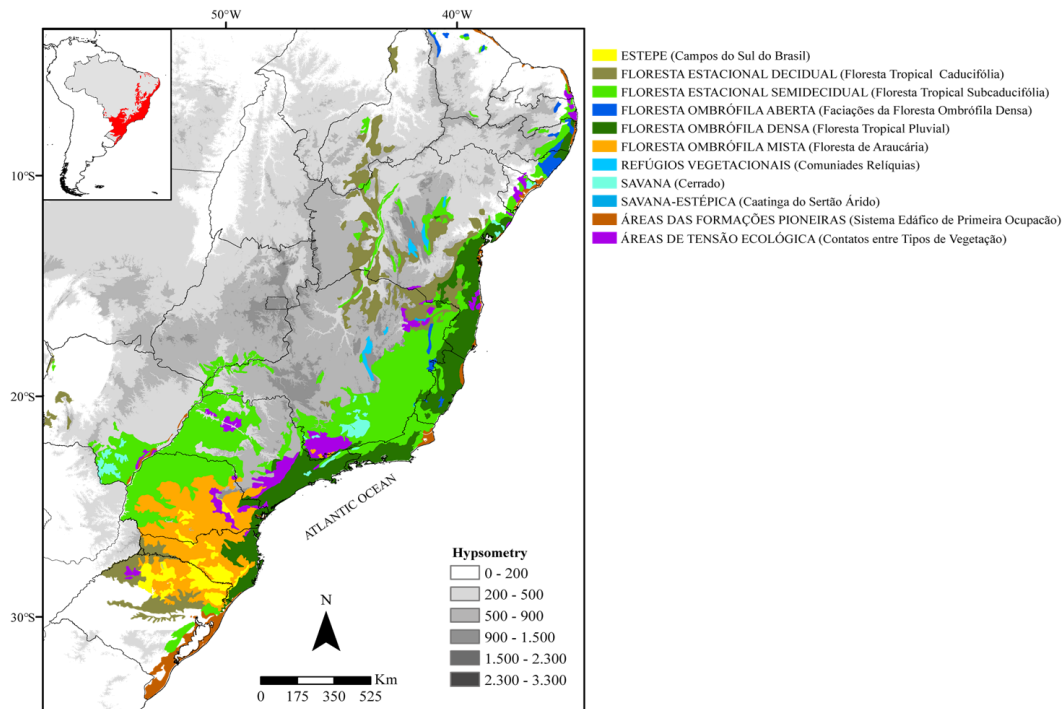 50°W 40°W
10°S
20°S
30°S
ATLANTIC OCEAN
N
Km
0 175 350 525
Hypsometry
0 - 200
200 - 500
500 - 900
900 - 1.500
1.500 - 2.300
2.300 - 3.300
ESTEPE (Campos do Sul do Brasil)
FLORESTA ESTACIONAL DECIDUAL (Floresta Tropical Caducifólia)
FLORESTA ESTACIONAL SEMIDECIDUAL (Floresta Tropical Subcaducifólia)
FLORESTA OMBRÓFILA ABERTA (Faciações da Floresta Ombrófila Densa)
FLORESTA OMBRÓFILA DENSA (Floresta Tropical Pluvial)
FLORESTA OMBRÓFILA MISTA (Floresta de Araucária)
REFÚGIOS VEGETACIONAIS (Comuniades Relíquias)
SAVANA (Cerrado)
SAVANA-ESTÉPICA (Caatinga do Sertão Árido)
ÁREAS DAS FORMAÇÕES PIONEIRAS (Sistema Edáfico de Primeira Ocupacão)
ÁREAS DE TENSÃO ECOLÓGICA (Contatos entre Tipos de Vegetação)